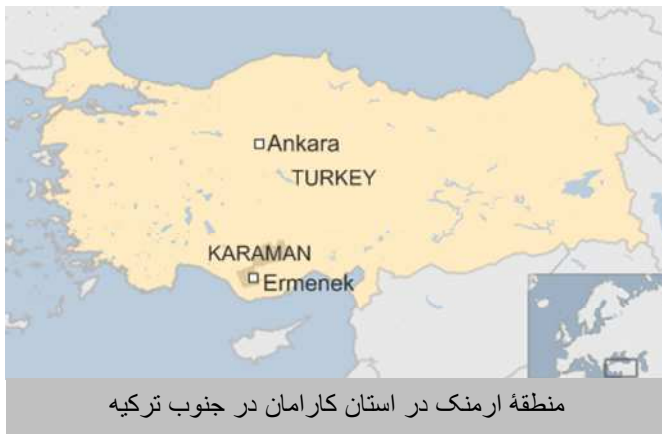 Ankara
TURKEY
KARAMAN
Ermenek
منطقهٔ ارمنک در استان کارامان در جنوب ترکیه